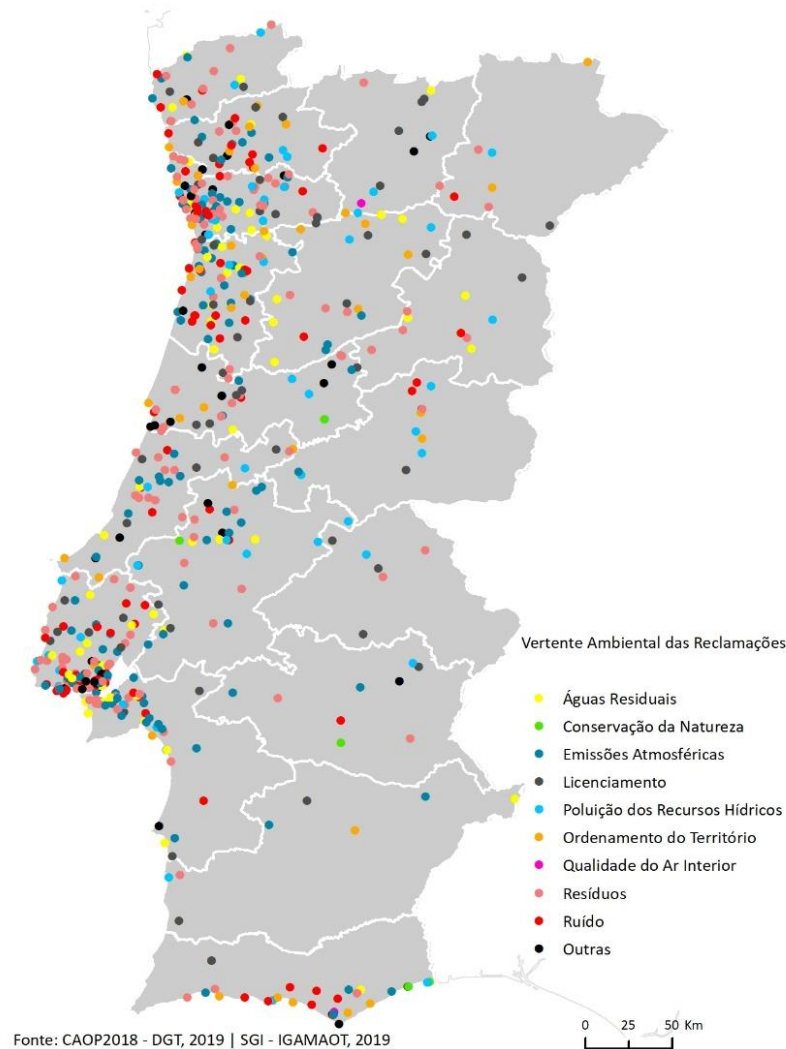 Vertente Ambiental das Reclamações
Águas Residuais
Conservação da Natureza
Emissões Atmosféricas
Licenciamento
Poluição dos Recursos Hídricos
Ordenamento do Território
Qualidade do Ar Interior
Resíduos
Ruído
Outras
Fonte: CAOP2018 - DGT, 2019 | SGI - IGAMAOT, 2019
0 25 50 Km